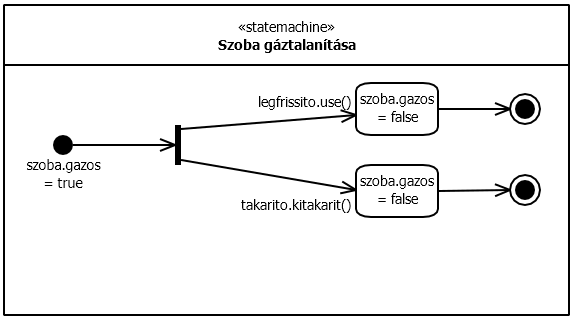 «statemachine»
Szoba gáztalanítása
legfrissito.use()
szoba.gazos
= false
szoba.gazos
= true
szoba.gazos
= false
takarito.kitakarit()